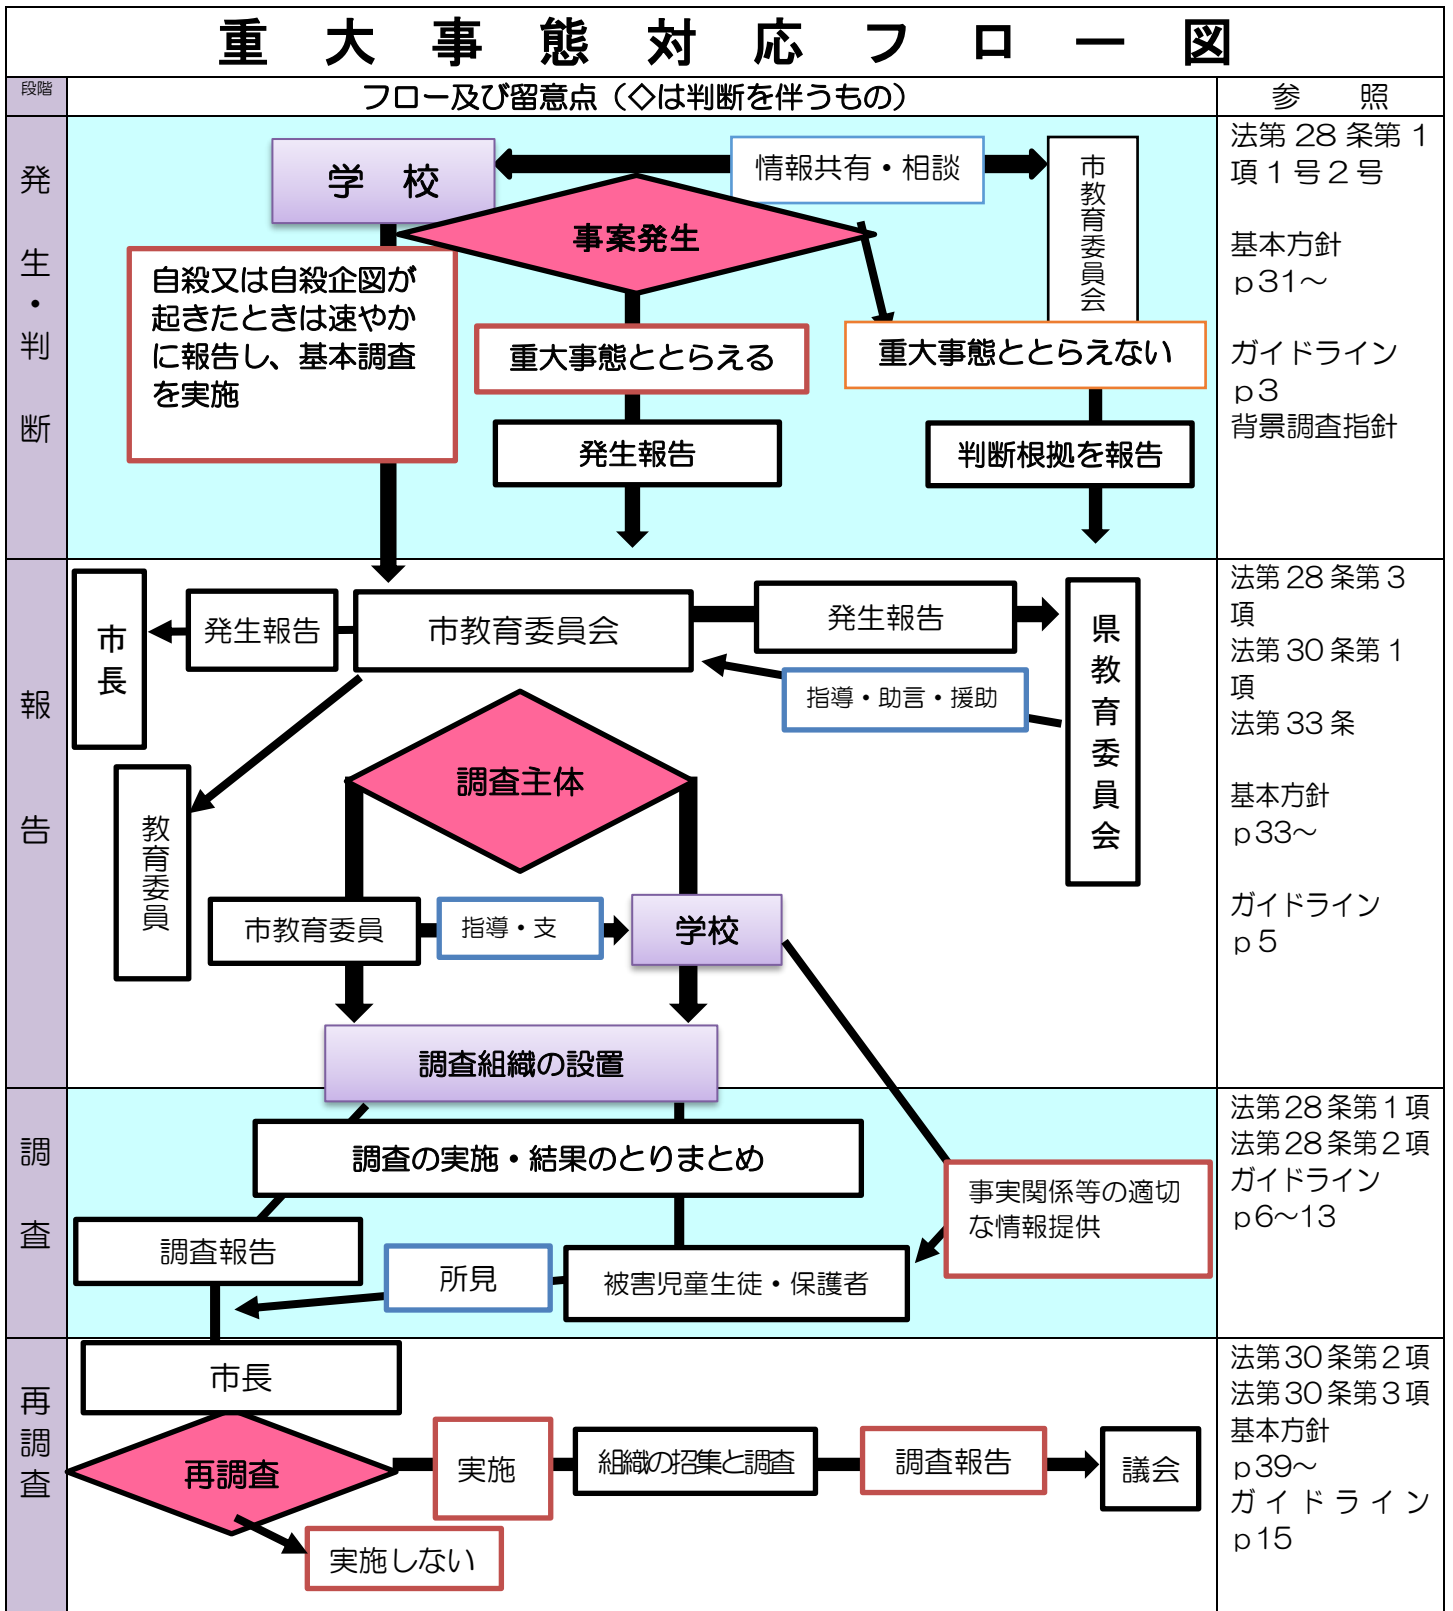 重大事態対応フロー図
段階
フロー及び留意点（◇は判断を伴うもの）
参照
発生・判断
学校
情報共有・相談
市教育委員会
事案発生
自殺又は自殺企図が
起きたときは速やか
に報告し、基本調査
を実施
重大事態ととらえる
重大事態ととらえない
発生報告
判断根拠を報告
法第28条第1
項1号2号
基本方針
p31～
ガイドライン
p3
背景調査指針
報告
市長
発生報告
市教育委員会
発生報告
県教育委員会
指導・助言・援助
調査主体
教育委員
市教育委員
指導・支
学校
調査組織の設置
法第28条第3
項
法第30条第1
項
法第33条
基本方針
p33～
ガイドライン
p5
調査
調査の実施・結果のとりまとめ
事実関係等の適切
な情報提供
調査報告
所見
被害児童生徒・保護者
法第28条第1項
法第28条第2項
ガイドライン
p6～13
再調査
市長
再調査
実施
組織の招集と調査
調査報告
議会
実施しない
法第30条第2項
法第30条第3項
基本方針
p39～
ガイドライン
p15